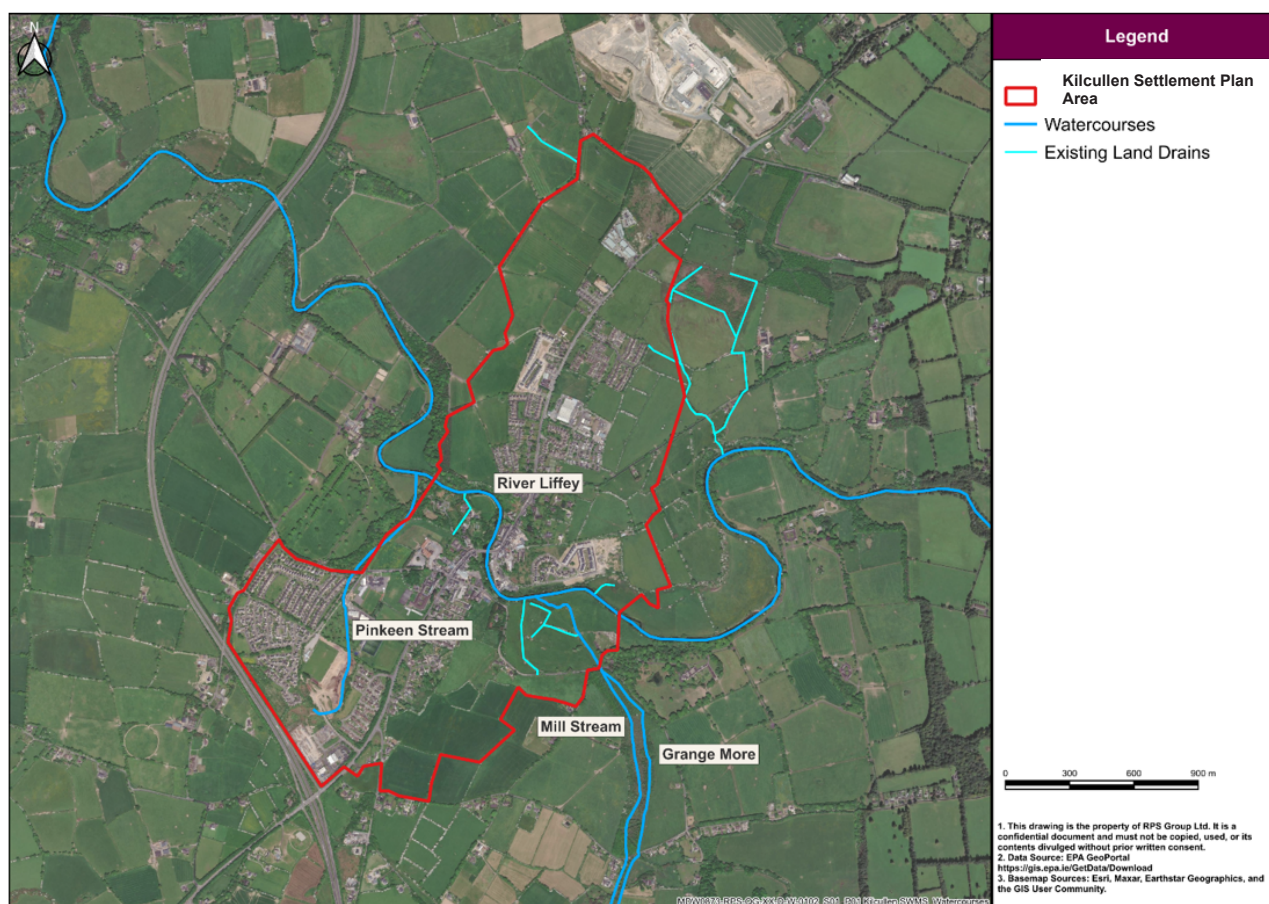 N
River Liffey
Pinkeen Stream
Mill Stream
Grange More
Legend
Kilcullen Settlement Plan
Area
Watercourses
Existing Land Drains
0 300 600 900 m
1. This drawing is the property of RPS Group Ltd. It is a
confidential document and must not be copied, used, or its
contents divulged without prior written consent.
2. Data Source: EPA GeoPortal
https://gis.epa.ie/GetData/Download
3. Basemap Sources: Esri, Maxar, Earthstar Geographics, and
the GIS User Community.
Kilcullen SWMS, Watercourses